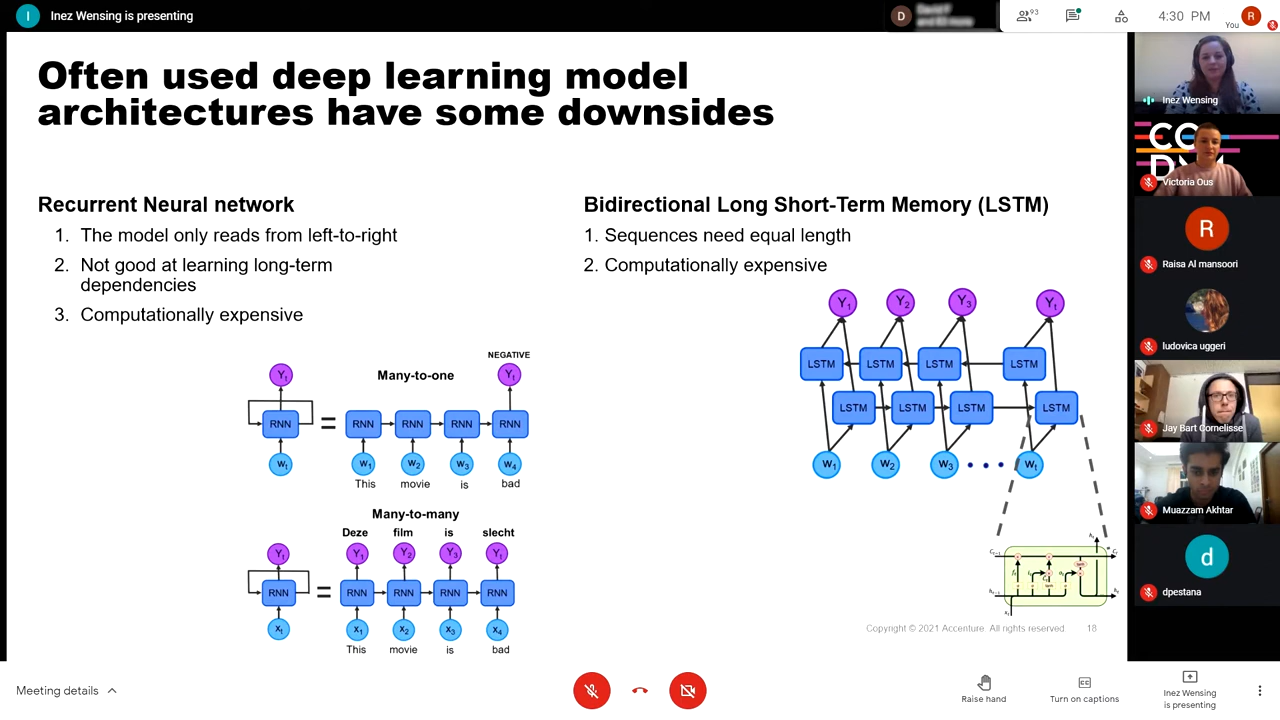 I
Inez Wensing is presenting
D
93
4:30 PM
You
R
Often used deep learning model
architectures have some downsides
Recurrent Neural network
1. The model only reads from left-to-right
2. Not good at learning long-term
dependencies
3. Computationally expensive
NEGATIVE
Many-to-one
Y₁
Y₁
RNN
=
RNN
RNN
RNN
RNN
Wₜ
W₁
W₂
W₃
W₄
This
movie
is
bad
Many-to-many
Deze
film
is
slecht
Y₁
Y₁
Y₂
Y₃
Yₜ
RNN
=
RNN
RNN
RNN
RNN
Xₜ
X₁
X₂
X₃
X₄
This
movie
is
bad
Bidirectional Long Short-Term Memory (LSTM)
1. Sequences need equal length
2. Computationally expensive
Y₁
Y₂
Y₃
Yₜ
LSTM
LSTM
LSTM
LSTM
LSTM
LSTM
LSTM
LSTM
W₁
W₂
W₃
Wₜ
Copyright © 2021 Accenture. All rights reserved
18
Inez Wensing
Victoria Ous
R
Raisa Al mansoori
ludovica uggeri
Jay Bart Cornelisse
Muazzam Akhtar
d
dpestana
Meeting details
Raise hand
Turn on captions
Inez Wensing
is presenting